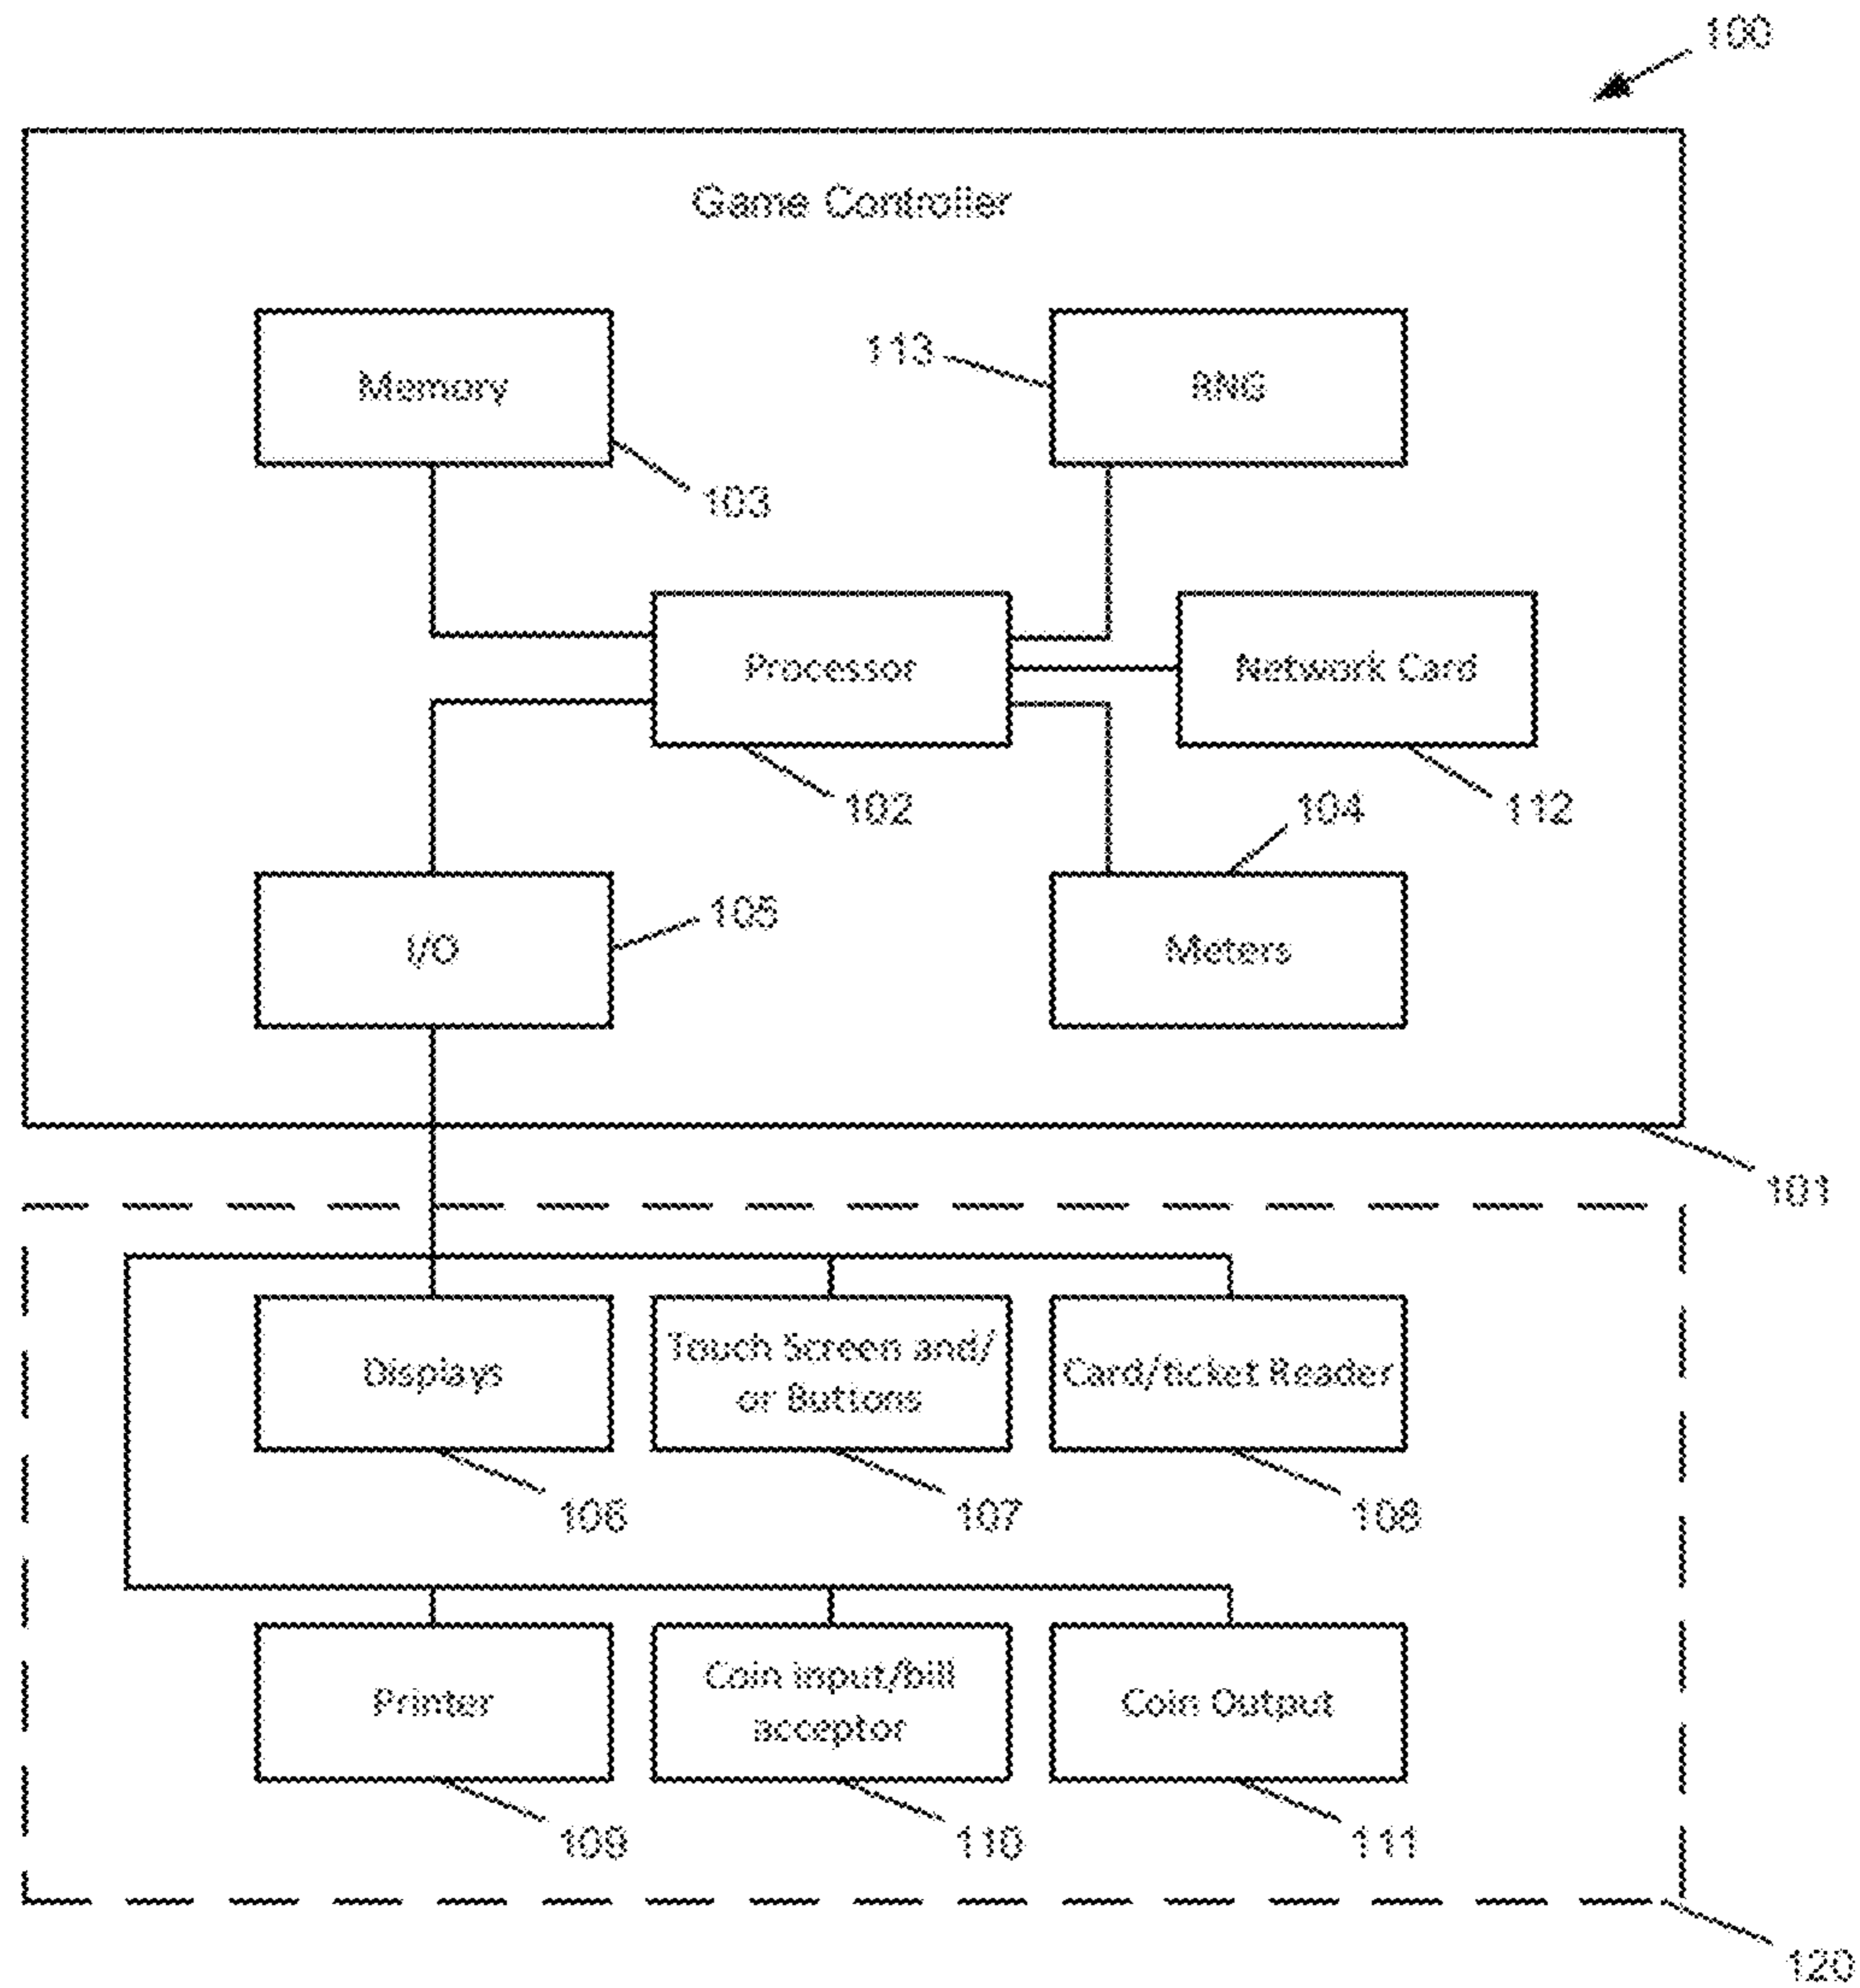 100
Game Controller
Memory
113
RNG
103
Processor
Network Card
102
104
112
I/O
105
Meters
101
Displays
Touch Screen and/
or Buttons
Card/ticket Reader
106
107
108
Printer
Coin input/bill
acceptor
Coin Output
109
110
111
120